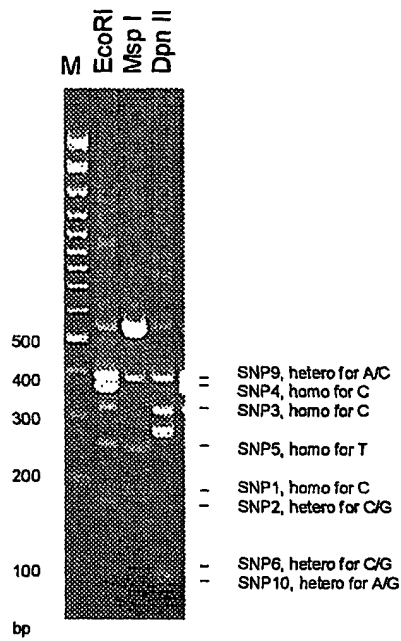 M EcoRI Msp I Dpn II
500
400 SNP9, hetero for A/C
SNP4, homo for C
300 SNP3, homo for C
SNP5, homo for T
200
SNP1, homo for C
SNP2, hetero for C/G
100 SNP6, hetero for C/G
SNP10, hetero for A/G
bp